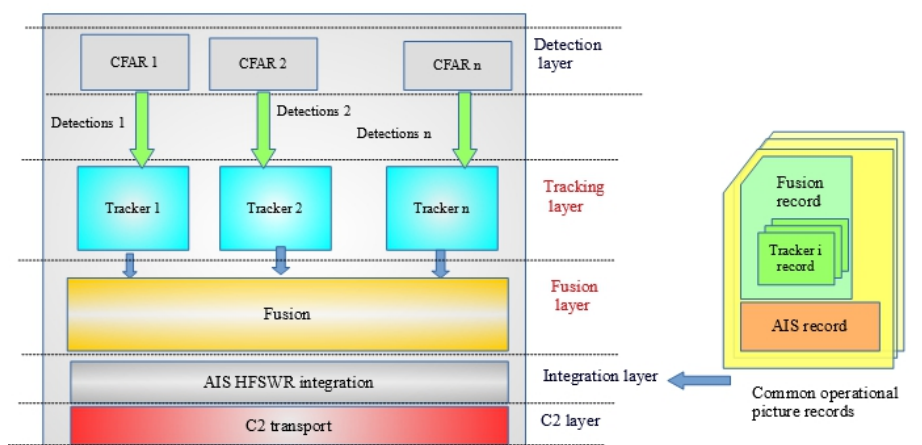 CFAR 1
CFAR 2
CFAR n
Detection
layer
Detections 1
Detections 2
Detections n
Tracker 1
Tracker 2
Tracker n
Tracking
layer
Fusion
Fusion
layer
AIS HFSWR integration
Integration layer
C2 transport
C2 layer
Fusion
record
Tracker i
record
AIS record
Common operational
picture records